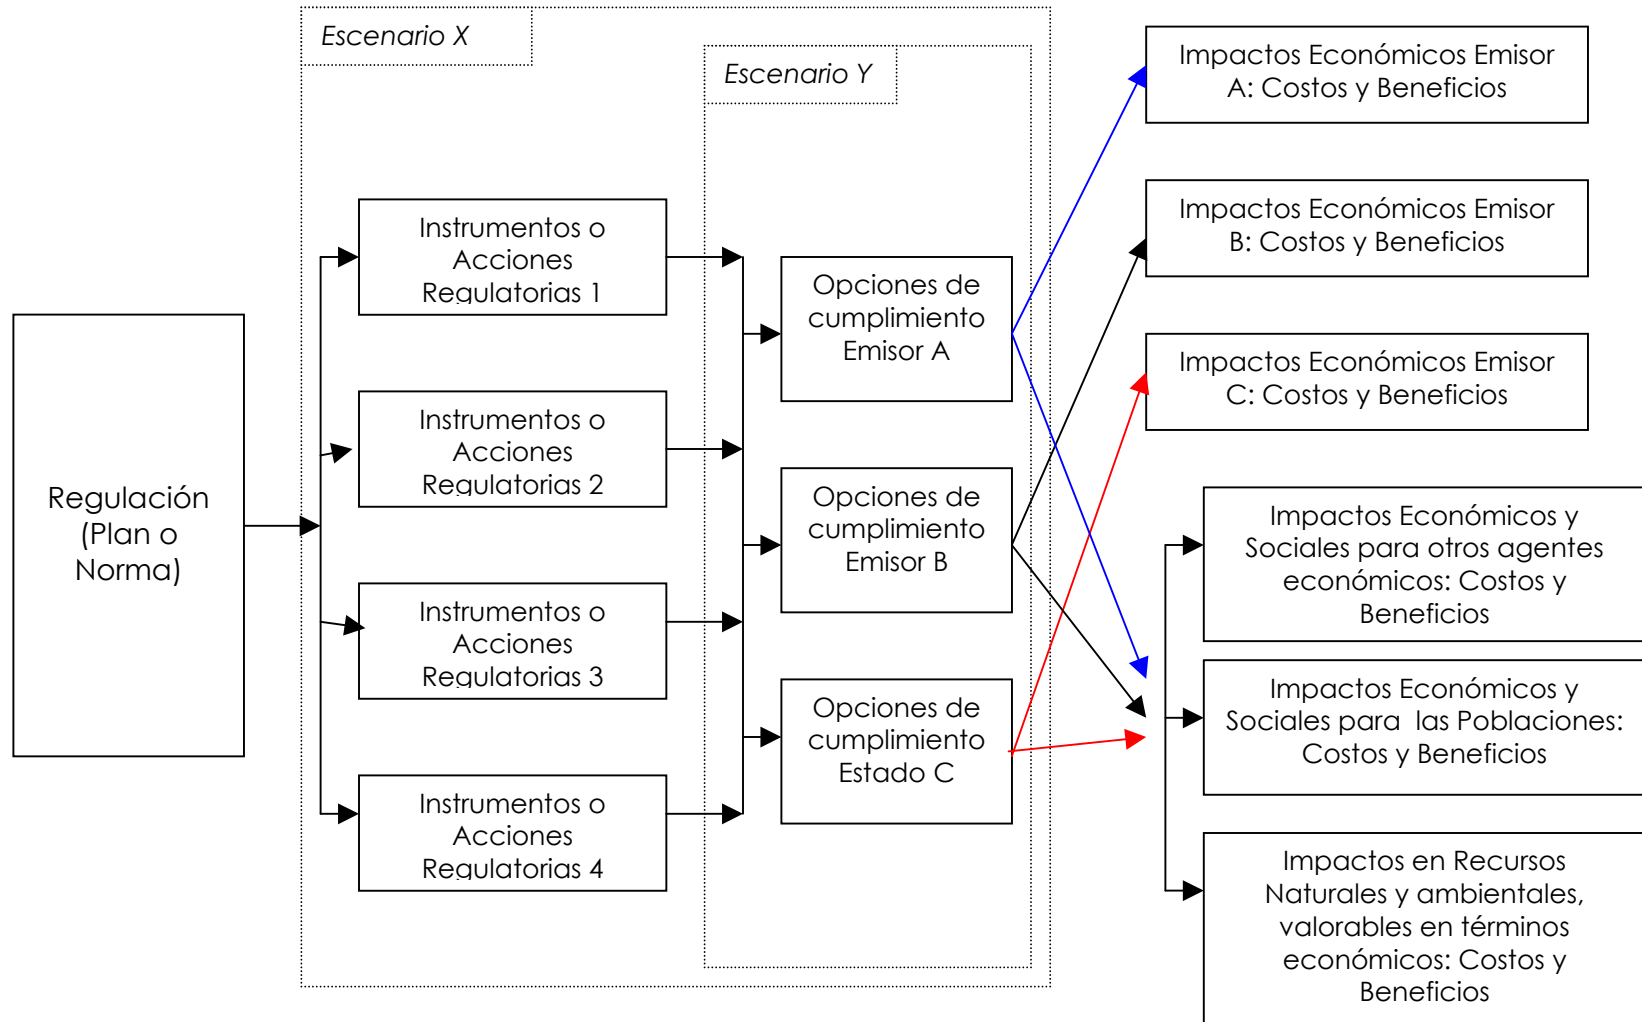 Escenario X
Escenario Y
Regulación
(Plan o
Norma)
Instrumentos o
Acciones
Regulatorias 1
Instrumentos o
Acciones
Regulatorias 2
Instrumentos o
Acciones
Regulatorias 3
Instrumentos o
Acciones
Regulatorias 4
Opciones de
cumplimiento
Emisor A
Opciones de
cumplimiento
Emisor B
Opciones de
cumplimiento
Estado C
Impactos Económicos Emisor
A: Costos y Beneficios
Impactos Económicos Emisor
B: Costos y Beneficios
Impactos Económicos Emisor
C: Costos y Beneficios
Impactos Económicos y
Sociales para otros agentes
económicos: Costos y
Beneficios
Impactos Económicos y
Sociales para  las Poblaciones:
Costos y Beneficios
Impactos en Recursos
Naturales y ambientales,
valorables en términos
económicos: Costos y
Beneficios